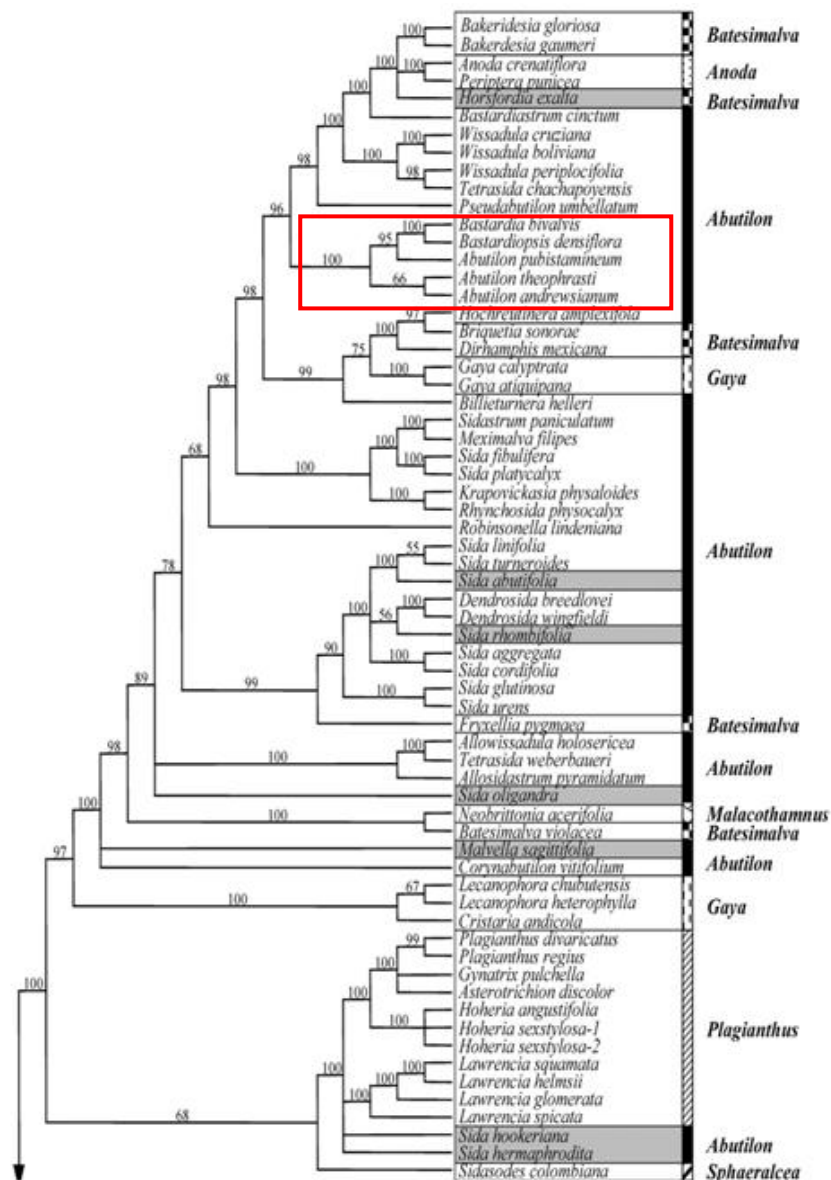 Bakeridesia gloriosa
Bakerdesia gaumeri
Batesimalva
Anoda crenatiflora
Periptera punicea
Anoda
Horsfordia exalta
Batesimalva
Bastardiastrum cinctum
Wissadula cruziana
Wissadula boliviana
Wissadula periplocifolia
Tetrasida chachapoyensis
Pseudabutilon umbellatum
Abutilon
Bastardia bivalvis
Bastardiopsis densiflora
Abutilon pubistamineum
Abutilon theophrasti
Abutilon andrewsianum
Hochreutinera amplexifola
Briquetia sonorae
Dirhamphis mexicana
Batesimalva
Gaya calyptrata
Gaya atiquipana
Gaya
Billieturnera helleri
Sidastrum paniculatum
Meximalva filipes
Sida fibulifera
Sida platycalyx
Krapovickasia physaloides
Rhynchosida physocalyx
Robinsonella lindeniana
Sida linifolia
Abutilon
Sida turneroides
Sida abutifolia
Dendrosida breedlovei
Dendrosida wingfieldi
Sida rhombifolia
Sida aggregata
Sida cordifolia
Sida glutinosa
Sida urens
Fryxellia pygmaea
Batesimalva
Allowissadula holosericea
Tetrasida weberbaueri
Allosidastrum pyramidatum
Abutilon
Sida oligandra
Neobrittonia acerifolia
Malacothamnus
Batesimalva violacea
Batesimalva
Malvella sagittifolia
Corynabutilon vitifolium
Abutilon
Lecanophora chubutensis
Lecanophora heterophylla
Cristaria andicola
Gaya
Plagianthus divaricatus
Plagianthus regius
Gynatrix pulchella
Asterotrichion discolor
Hoheria angustifolia
Hoheria sexstylosa-1
Hoheria sexstylosa-2
Plagianthus
Lawrencia squamata
Lawrencia helmsii
Lawrencia glomerata
Lawrencia spicata
Sida hookeriana
Sida hermaphrodita
Abutilon
Sidasodes colombiana
Sphaeralcea
100
100
100
100
100
100
100
98
98
96
100
95
100
66
98
97
100
75
99
100
98
100
100
100
100
68
55
100
100
100
56
90
100
100
78
99
89
100
100
98
100
100
97
67
100
99
100
100
100
100
100
100
100
100
68